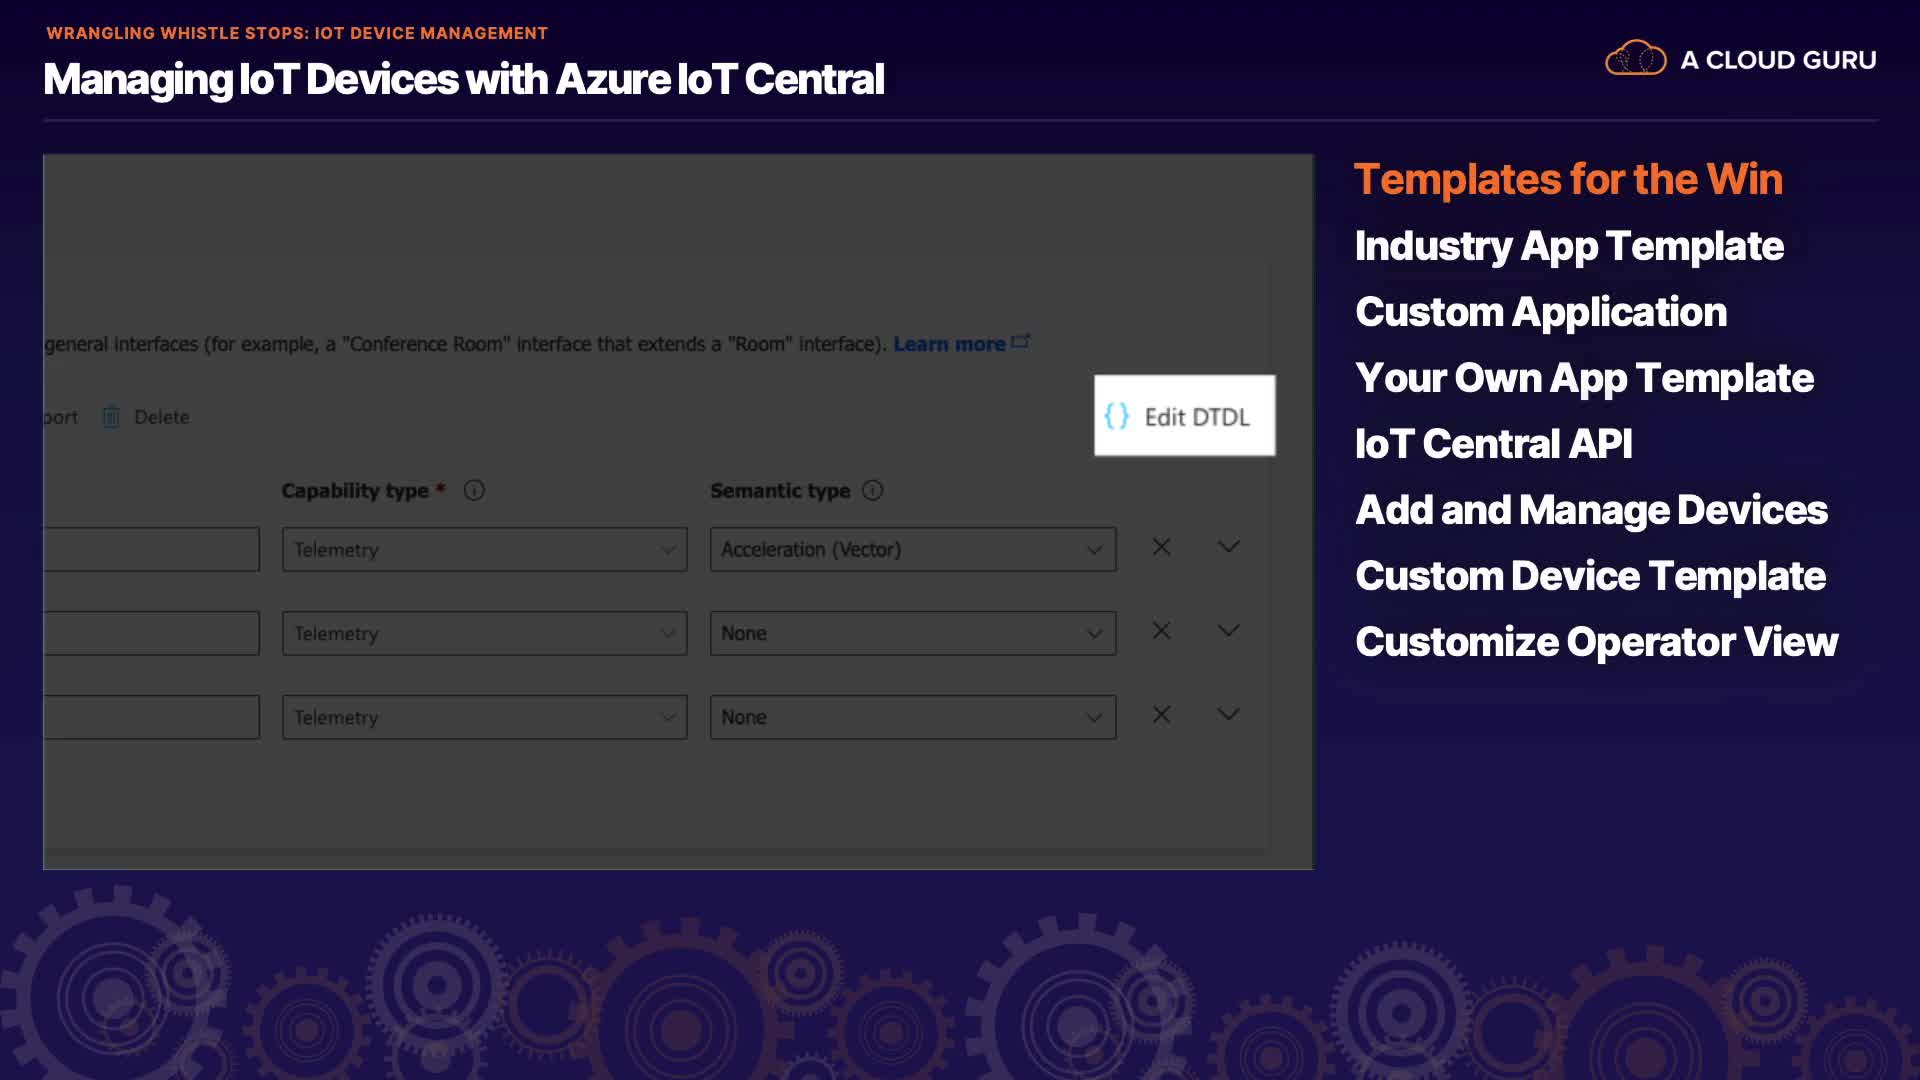 WRANGLING WHISTLE STOPS: IOT DEVICE MANAGEMENT
Managing IoT Devices with Azure IoT Central
A CLOUD GURU
general interfaces (for example, a "Conference Room" interface that extends a "Room" interface). Learn more
port Delete
{} Edit DTDL
Capability type * Semantic type
Telemetry Acceleration (Vector)
Telemetry None
Telemetry None
Templates for the Win
Industry App Template
Custom Application
Your Own App Template
IoT Central API
Add and Manage Devices
Custom Device Template
Customize Operator View